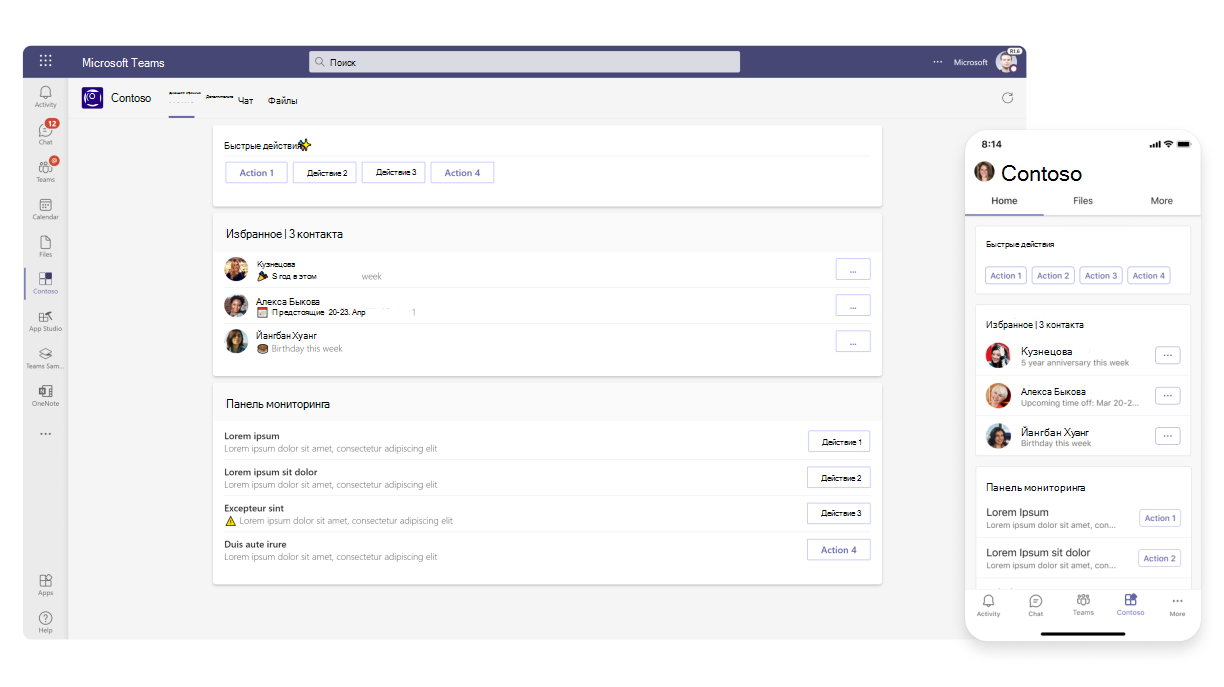 Microsoft Teams
Поиск
Microsoft
R1.6
Activity
12
Chat
Teams
Calendar
Files
Contoso
App Studio
Teams Sam...
OneNote
Apps
Help
Contoso
Чат
Файлы
Быстрые действия
Action 1
Действие 2
Действие 3
Action 4
Избранное | 3 контакта
Кузнецова
S год в этом week
...
Алекса Быкова
Предстоящие 20-23. Апр 1
...
Йангбан Хуанг
Birthday this week
...
Панель мониторинга
Lorem ipsum
Lorem ipsum dolor sit amet, consectetur adipiscing elit
Действие 1
Lorem ipsum sit dolor
Lorem ipsum dolor sit amet, consectetur adipiscing elit
Действие 2
Excepteur sint
Lorem ipsum dolor sit amet, consectetur adipiscing elit
Действие 3
Duis aute irure
Lorem ipsum dolor sit amet, consectetur adipiscing elit
Action 4
8:14
Contoso
Home
Files
More
Быстрые действия
Action 1
Action 2
Action 3
Action 4
Избранное | 3 контакта
Кузнецова
5 year anniversary this week
...
Алекса Быкова
Upcoming time off: Mar 20-2...
...
Йангбан Хуанг
Birthday this week
...
Панель мониторинга
Lorem Ipsum
Lorem ipsum dolor sit amet, con...
Action 1
Lorem Ipsum sit dolor
Lorem ipsum dolor sit amet, con...
Action 2
Activity
Chat
Teams
Contoso
More